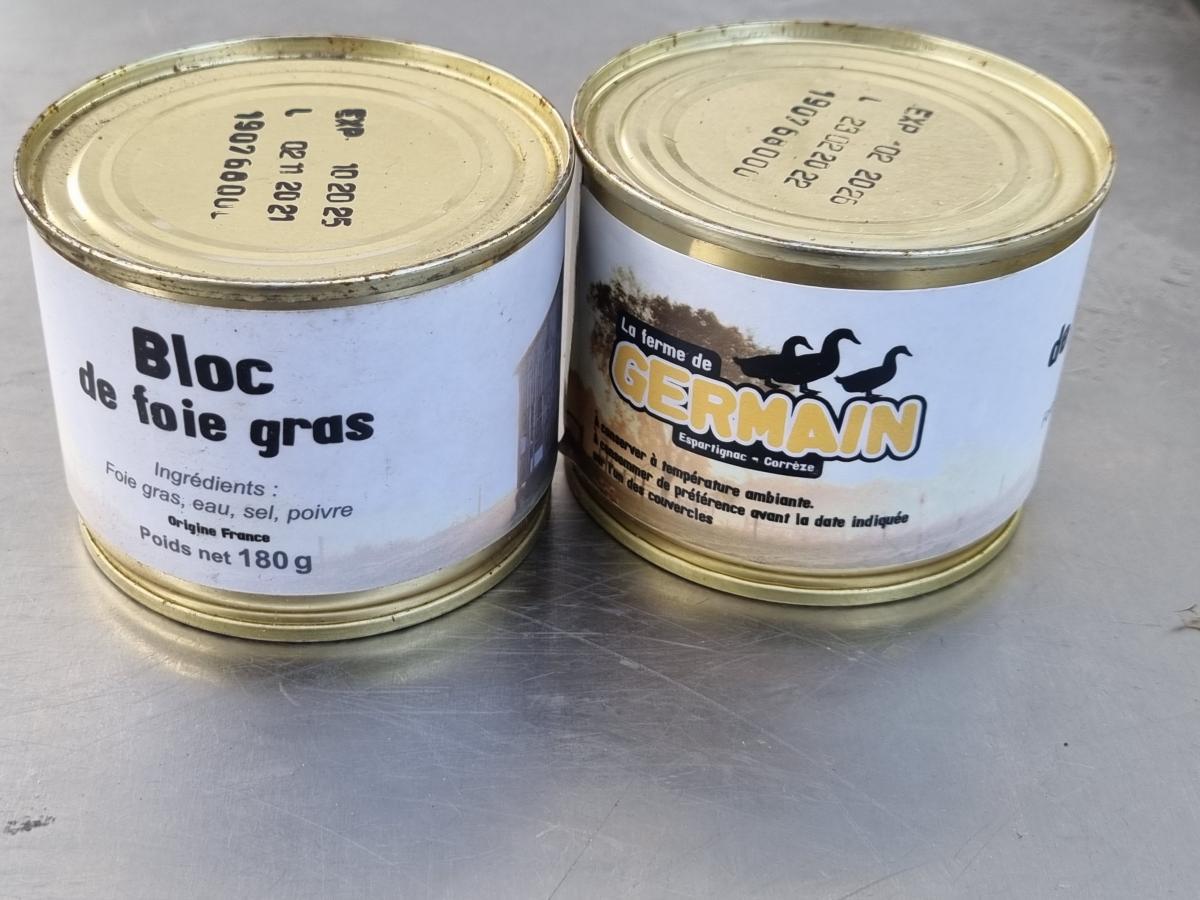 EXP 10 2025
L 02 11 2021
Bloc
de foie gras
Ingrédients :
Foie gras, eau, sel, poivre
Origine France
Poids net 180 g
EXP 02 2026
L 23 02 2022
La ferme de
GERMAIN
Espartignac - Corrèze
À conserver à température ambiante.
À consommer de préférence avant la date indiquée
sur l'un des couvercles
de